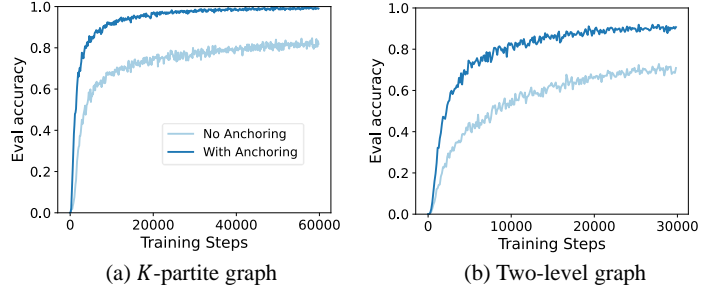 1.0
0.8
0.6
0.4
0.2
0.0
Eval accuracy
No Anchoring
With Anchoring
0
20000
40000
60000
Training Steps
(a) K-partite graph
1.0
0.8
0.6
0.4
0.2
0.0
Eval accuracy
0
10000
20000
30000
Training Steps
(b) Two-level graph